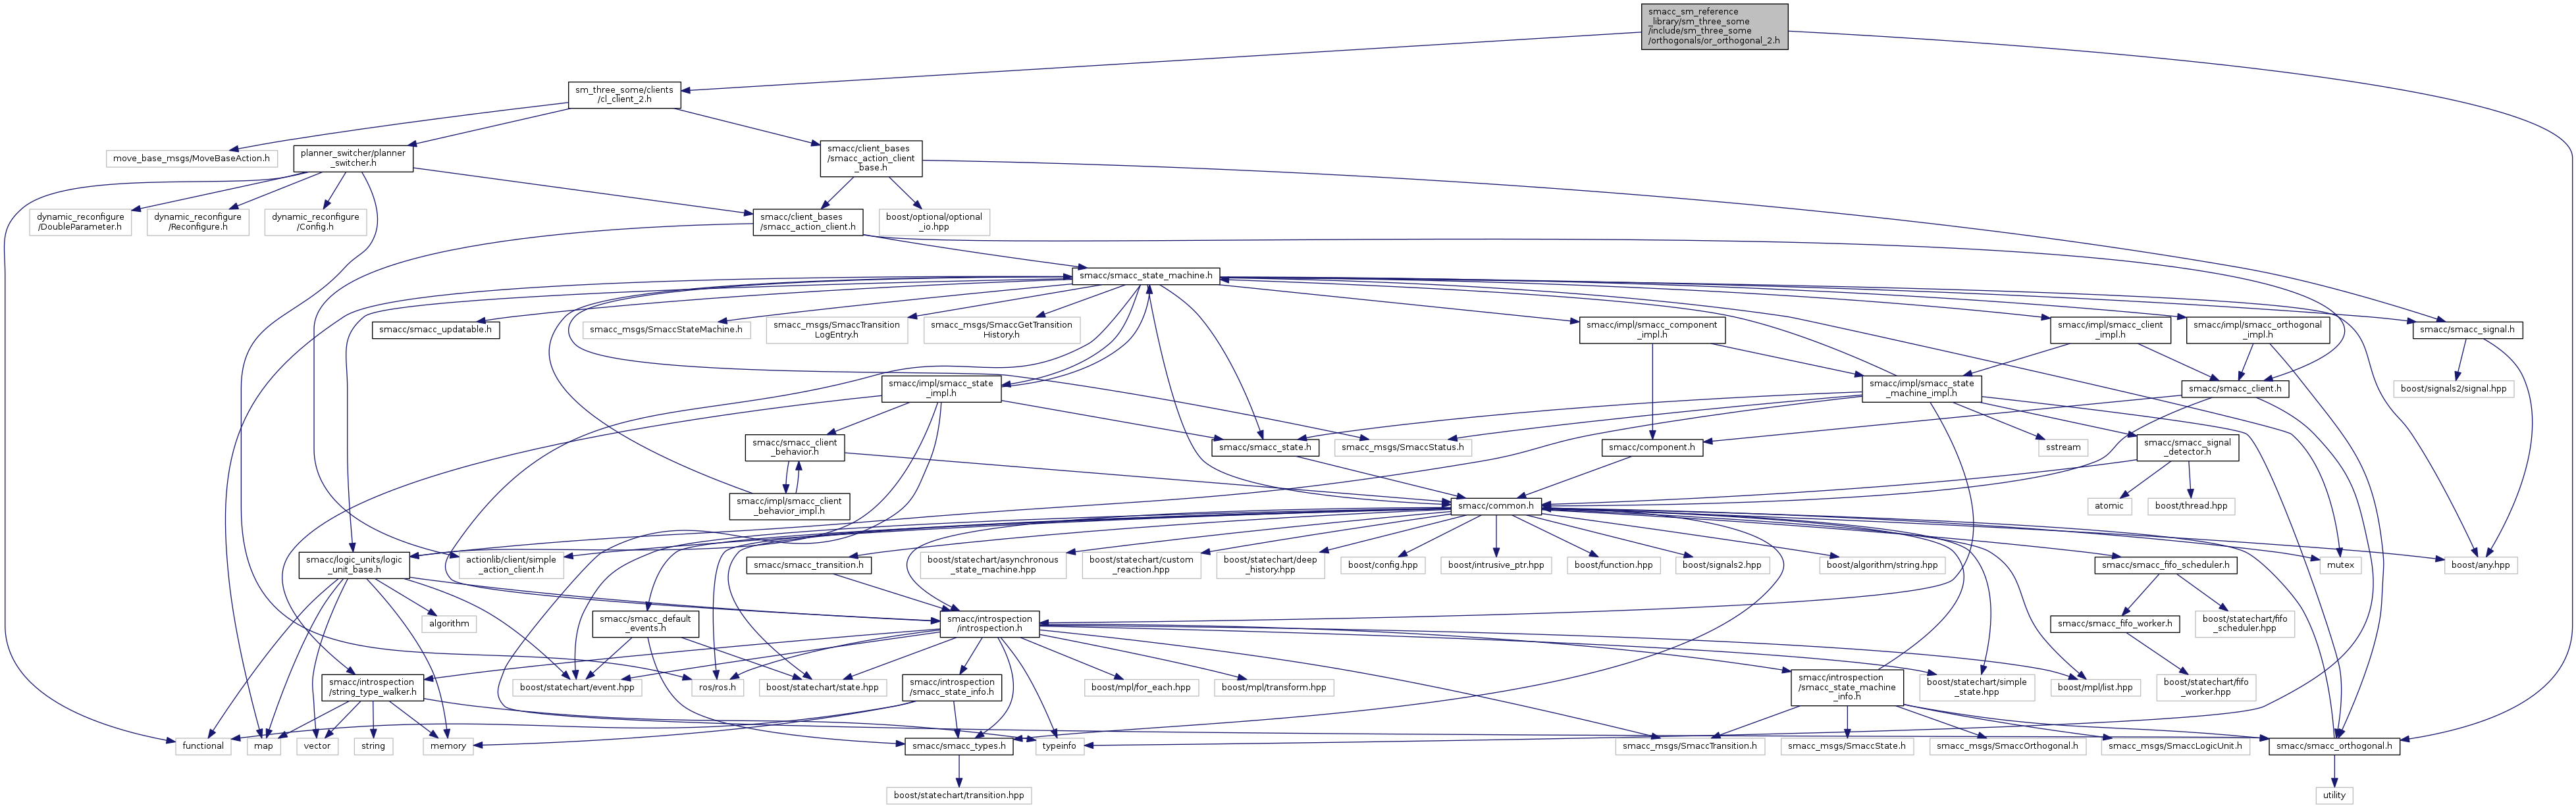 smacc_sm_reference
_library/sm_three_some
/include/sm_three_some
/orthogonals/or_orthogonal_2.h
sm_three_some/clients
/cl_client_2.h
move_base_msgs/MoveBaseAction.h
planner_switcher/planner
_switcher.h
smacc/client_bases
/smacc_action_client
_base.h
dynamic_reconfigure
/DoubleParameter.h
dynamic_reconfigure
/Reconfigure.h
dynamic_reconfigure
/Config.h
smacc/client_bases
/smacc_action_client.h
boost/optional/optional
_io.hpp
smacc/smacc_state_machine.h
smacc/smacc_updatable.h
smacc_msgs/SmaccStateMachine.h
smacc_msgs/SmaccTransition
LogEntry.h
smacc_msgs/SmaccGetTransition
History.h
smacc/impl/smacc_component
_impl.h
smacc/impl/smacc_client
_impl.h
smacc/impl/smacc_orthogonal
_impl.h
smacc/smacc_signal.h
smacc/impl/smacc_state
_impl.h
smacc/impl/smacc_state
_machine_impl.h
smacc/smacc_client.h
boost/signals2/signal.hpp
smacc/smacc_client
_behavior.h
smacc/smacc_state.h
smacc_msgs/SmaccStatus.h
smacc/component.h
sstream
smacc/smacc_signal
_detector.h
smacc/impl/smacc_client
_behavior_impl.h
smacc/common.h
atomic
boost/thread.hpp
smacc/logic_units/logic
_unit_base.h
actionlib/client/simple
_action_client.h
smacc/smacc_transition.h
boost/statechart/asynchronous
_state_machine.hpp
boost/statechart/custom
_reaction.hpp
boost/statechart/deep
_history.hpp
boost/config.hpp
boost/intrusive_ptr.hpp
boost/function.hpp
boost/signals2.hpp
boost/algorithm/string.hpp
smacc/smacc_fifo_scheduler.h
mutex
boost/any.hpp
algorithm
smacc/smacc_default
_events.h
smacc/introspection
/introspection.h
smacc/smacc_fifo_worker.h
boost/statechart/fifo
_scheduler.hpp
smacc/introspection
/string_type_walker.h
boost/statechart/event.hpp
ros/ros.h
boost/statechart/state.hpp
smacc/introspection
/smacc_state_info.h
boost/mpl/for_each.hpp
boost/mpl/transform.hpp
smacc/introspection
/smacc_state_machine
_info.h
boost/statechart/simple
_state.hpp
boost/mpl/list.hpp
boost/statechart/fifo
_worker.hpp
functional
map
vector
string
memory
smacc/smacc_types.h
typeinfo
smacc_msgs/SmaccTransition.h
smacc_msgs/SmaccState.h
smacc_msgs/SmaccOrthogonal.h
smacc_msgs/SmaccLogicUnit.h
smacc/smacc_orthogonal.h
boost/statechart/transition.hpp
utility